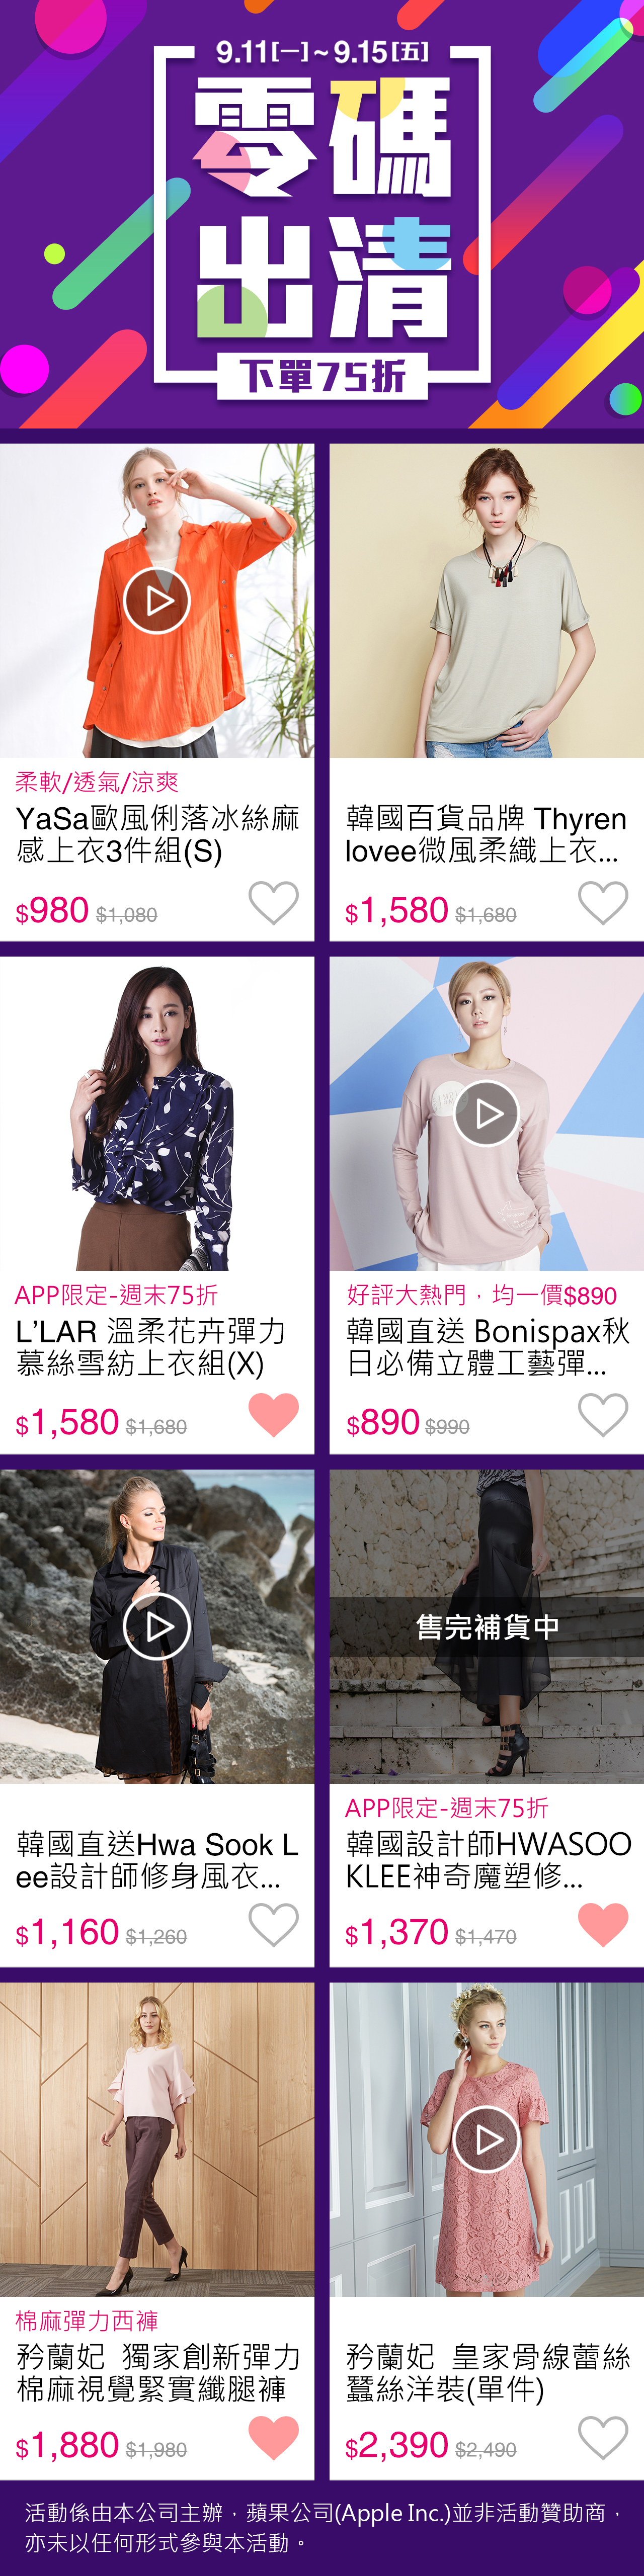 9.11[一]~9.15[五]
零碼
出清
下單75折
柔軟/透氣/涼爽
YaSa歐風俐落冰絲麻
感上衣3件組(S)
$980 $1,080
韓國百貨品牌 Thyren
lovee微風柔織上衣...
$1,580 $1,680
APP限定-週末75折
L'LAR 溫柔花卉彈力
慕絲雪紡上衣組(X)
$1,580 $1,680
好評大熱門，均一價$890
韓國直送 Bonispax秋
日必備立體工藝彈...
$890 $990
韓國直送Hwa Sook L
ee設計師修身風衣...
$1,160 $1,260
售完補貨中
APP限定-週末75折
韓國設計師HWASOO
KLEE神奇魔塑修...
$1,370 $1,470
棉麻彈力西褲
矜蘭妃 獨家創新彈力
棉麻視覺緊實纖腿褲
$1,880 $1,980
矜蘭妃 皇家骨線蕾絲
蠶絲洋裝(單件)
$2,390 $2,490
活動係由本公司主辦，蘋果公司(Apple Inc.)並非活動贊助商，
亦未以任何形式參與本活動。